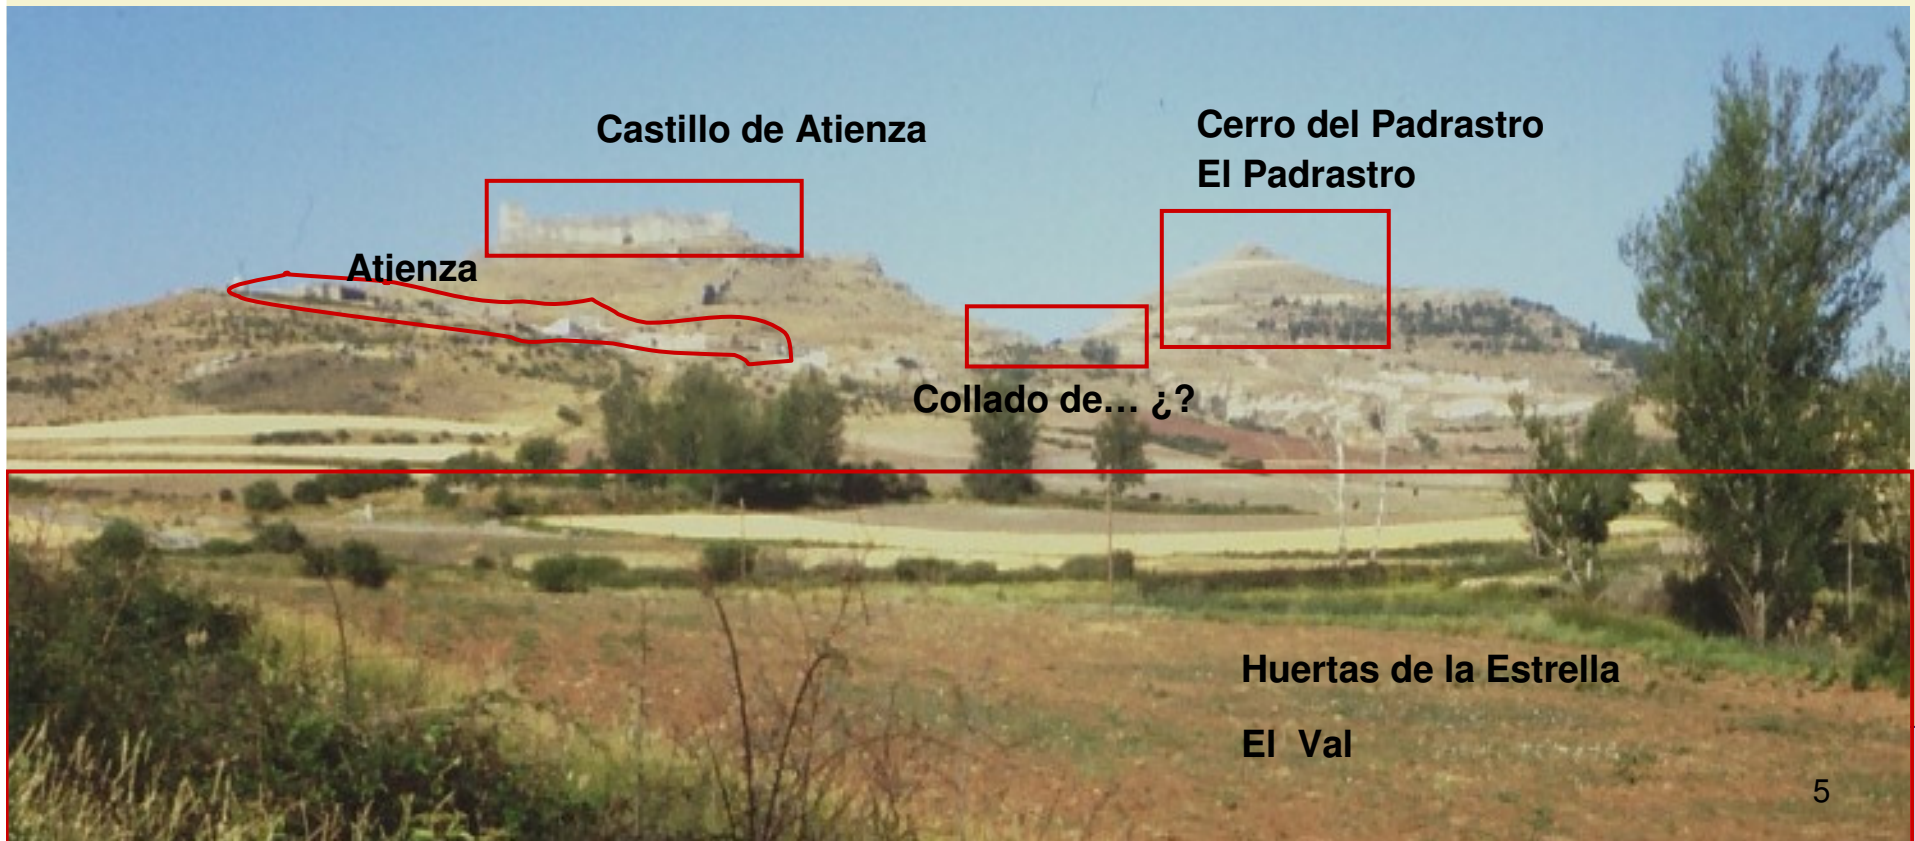 Castillo de Atienza
Cerro del Padrastro
El Padrastro
Atienza
Collado de... ¿?
Huertas de la Estrella
El Val
5